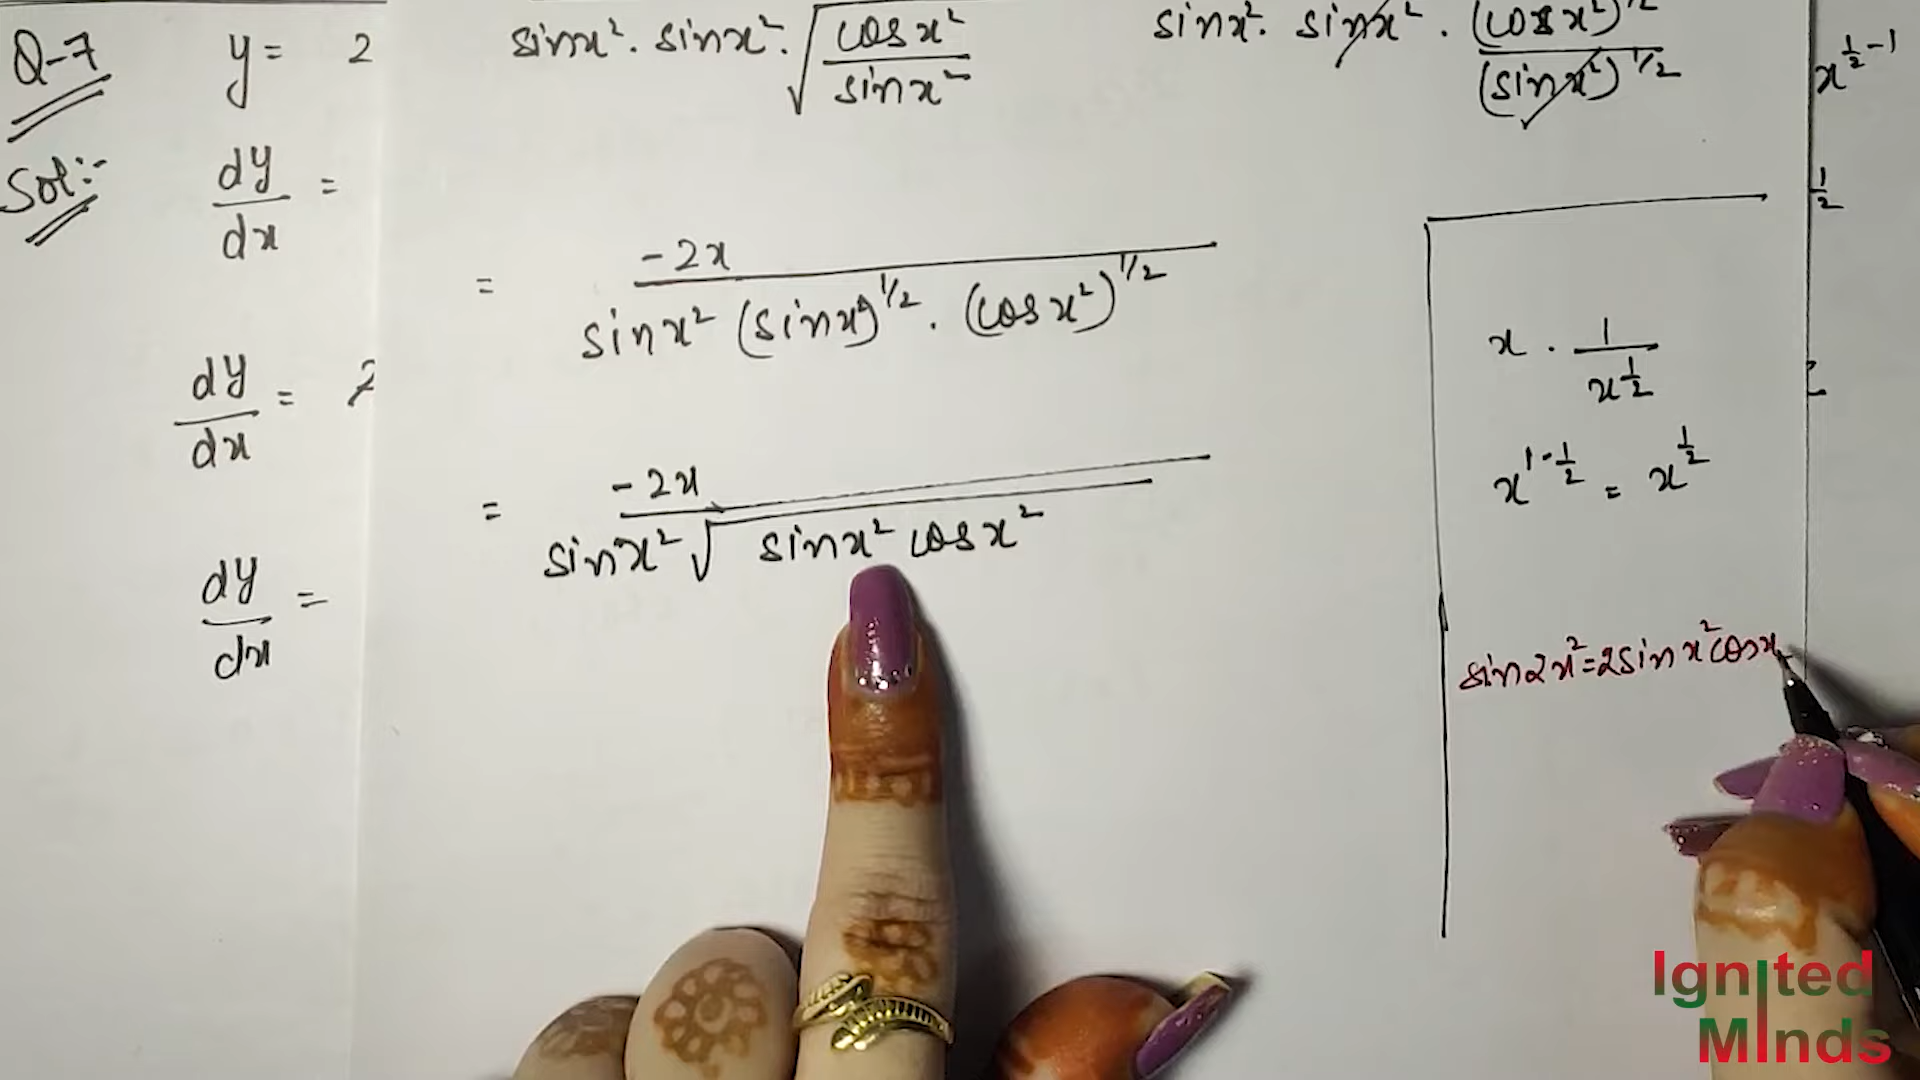 Q-7 y = 2
sinx². sinx². √(cosx²/sinx²)
sinx². sinx². (cosx²)^1/2 / (sinx²)^1/2
x^(1/2 - 1)
Sol:-
dy/dx =
1/2
= -2x / sinx² (sinx²)^1/2 . (cosx²)^1/2
x . 1/x^(1/2)
dy/dx = 2
x^(1-1/2) = x^(1/2)
= -2x / sinx² √(sinx² cosx²)
dy/dx =
sin2x²=2sinx²cosx
Ignited
Minds